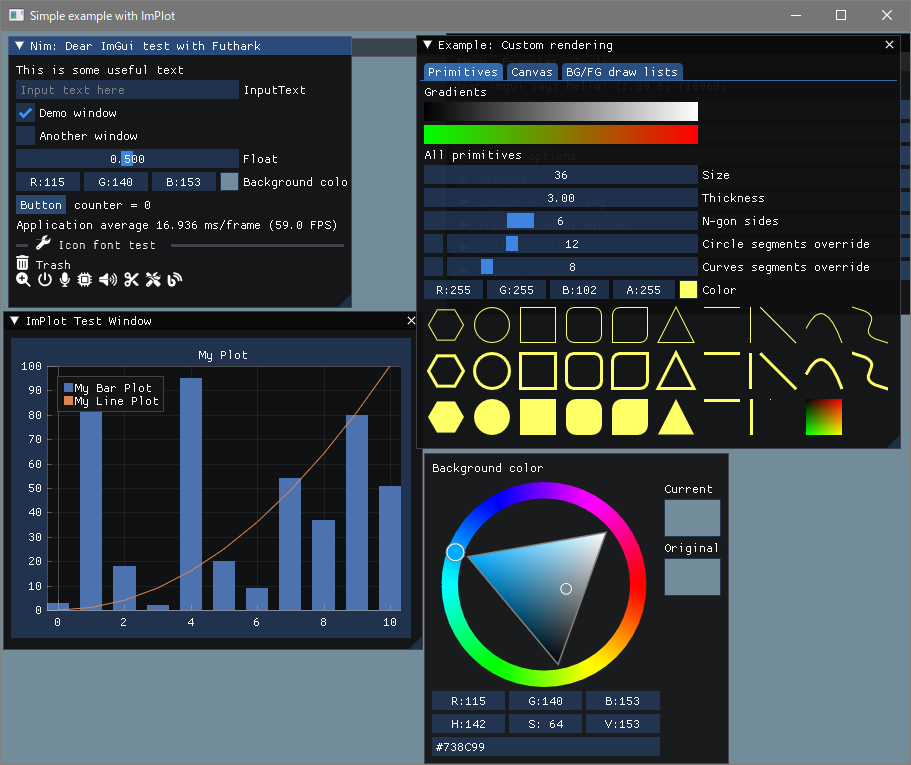 Simple example with ImPlot
Nim: Dear ImGui test with Futhark
This is some useful text
Input text here InputText
Demo window
Another window
0.500 Float
R:115 G:140 B:153 Background colo
Button counter = 0
Application average 16.936 ms/frame (59.0 FPS)
Icon font test
Trash
Example: Custom rendering
Primitives Canvas BG/FG draw lists
Gradients
All primitives
36 Size
3.00 Thickness
6 N-gon sides
12 Circle segments override
8 Curves segments override
R:255 G:255 B:102 A:255 Color
ImPlot Test Window
My Plot
My Bar Plot
My Line Plot
100
90
80
70
60
50
40
30
20
10
0
0 2 4 6 8 10
Background color
Current
Original
R:115 G:140 B:153
H:142 S: 64 V:153
#738C99